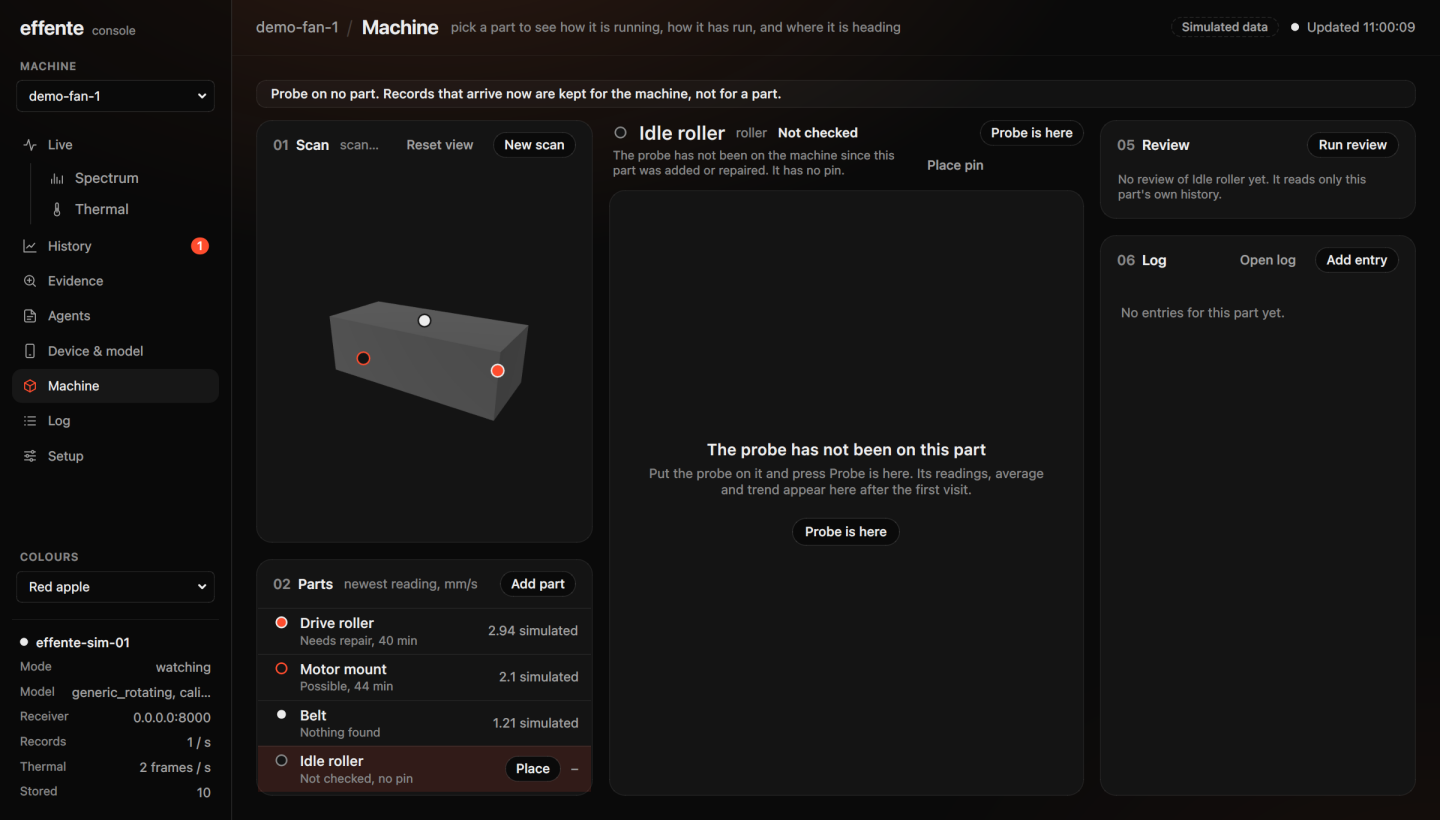 effente console
MACHINE
demo-fan-1
Live
Spectrum
Thermal
History 1
Evidence
Agents
Device & model
Machine
Log
Setup
COLOURS
Red apple
effente-sim-01
Mode watching
Model generic_rotating, cali...
Receiver 0.0.0.0:8000
Records 1 / s
Thermal 2 frames / s
Stored 10
demo-fan-1 / Machine pick a part to see how it is running, how it has run, and where it is heading
Simulated data Updated 11:00:09
Probe on no part. Records that arrive now are kept for the machine, not for a part.
01 Scan scan... Reset view New scan
02 Parts newest reading, mm/s Add part
Drive roller
Needs repair, 40 min
2.94 simulated
Motor mount
Possible, 44 min
2.1 simulated
Belt
Nothing found
1.21 simulated
Idle roller
Not checked, no pin
Place –
Idle roller roller Not checked
Probe is here
The probe has not been on the machine since this
part was added or repaired. It has no pin.
Place pin
The probe has not been on this part
Put the probe on it and press Probe is here. Its readings, average
and trend appear here after the first visit.
Probe is here
05 Review Run review
No review of Idle roller yet. It reads only this
part's own history.
06 Log Open log Add entry
No entries for this part yet.